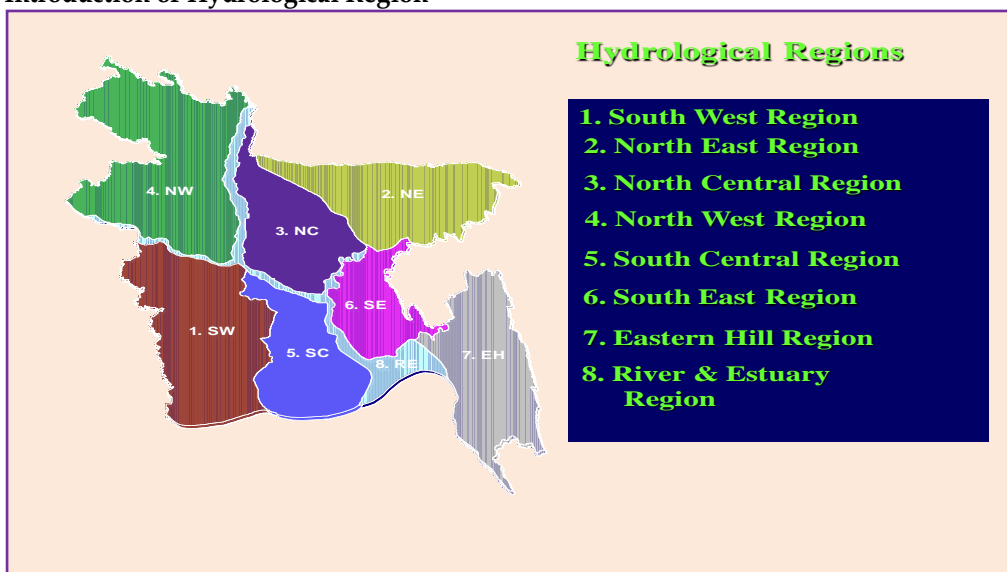 Introduction of Hydrological Region
Hydrological Regions
1. South West Region
2. North East Region
3. North Central Region
4. North West Region
5. South Central Region
6. South East Region
7. Eastern Hill Region
8. River & Estuary
Region
4. NW
2. NE
3. NC
6. SE
1. SW
5. SC
8. RE
7. EH